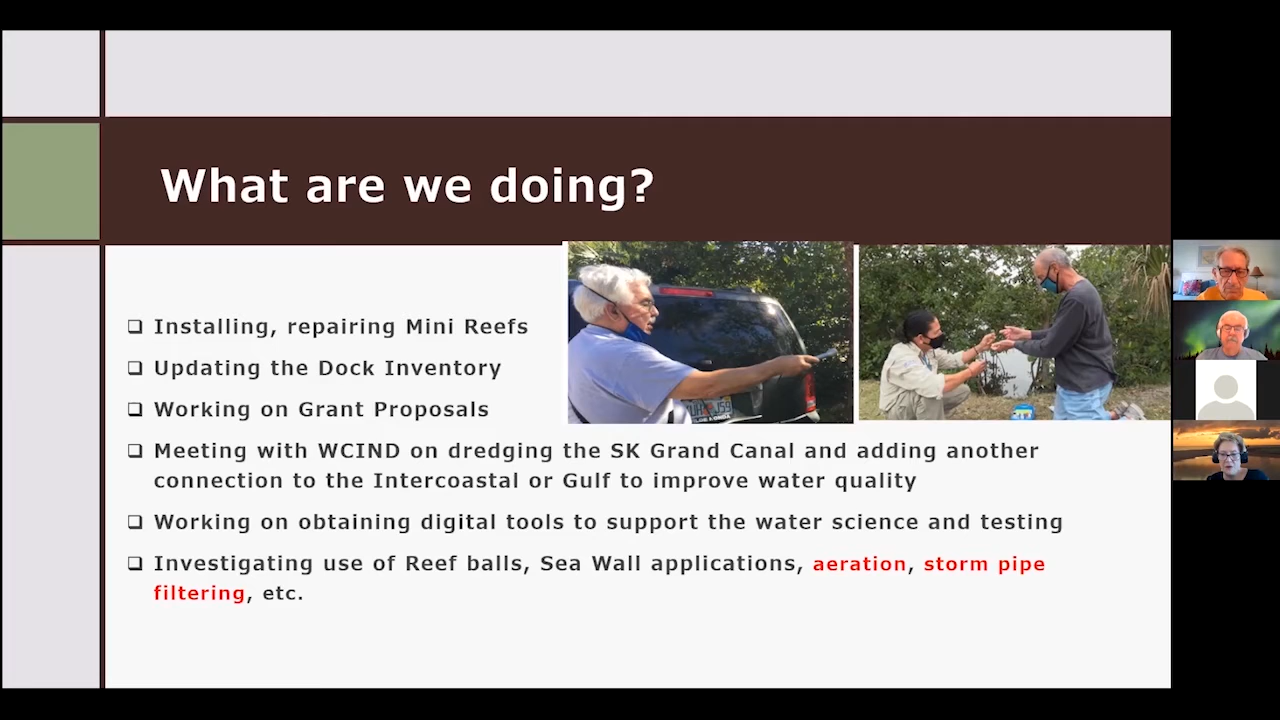 What are we doing?
Installing, repairing Mini Reefs
Updating the Dock Inventory
Working on Grant Proposals
Meeting with WCIND on dredging the SK Grand Canal and adding another
connection to the Intercoastal or Gulf to improve water quality
Working on obtaining digital tools to support the water science and testing
Investigating use of Reef balls, Sea Wall applications, aeration, storm pipe
filtering, etc.